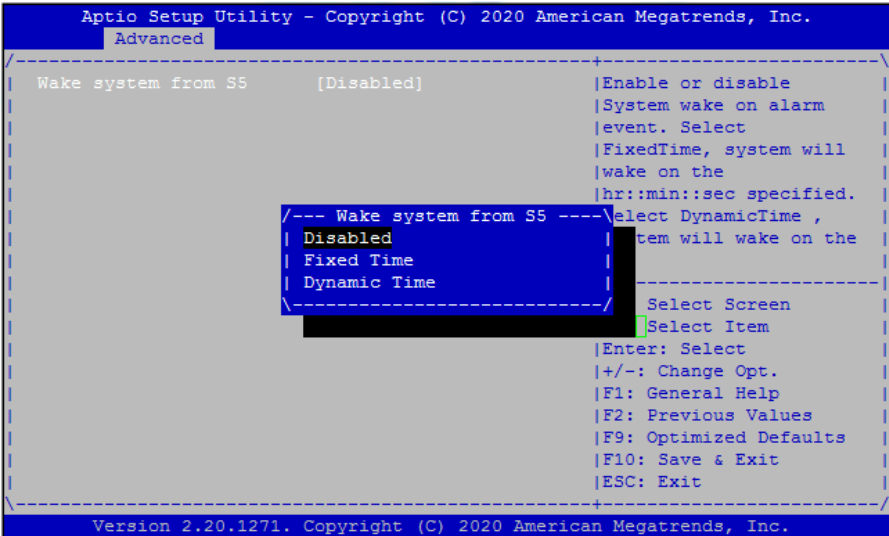 Aptio Setup Utility - Copyright (C) 2020 American Megatrends, Inc.
Advanced
Wake system from S5 [Disabled]
Enable or disable
System wake on alarm
event. Select
FixedTime, system will
wake on the
hr::min::sec specified.
elect DynamicTime ,
tem will wake on the
Wake system from S5
Disabled
Fixed Time
Dynamic Time
Select Screen
Select Item
Enter: Select
+/-: Change Opt.
F1: General Help
F2: Previous Values
F9: Optimized Defaults
F10: Save & Exit
ESC: Exit
Version 2.20.1271. Copyright (C) 2020 American Megatrends, Inc.